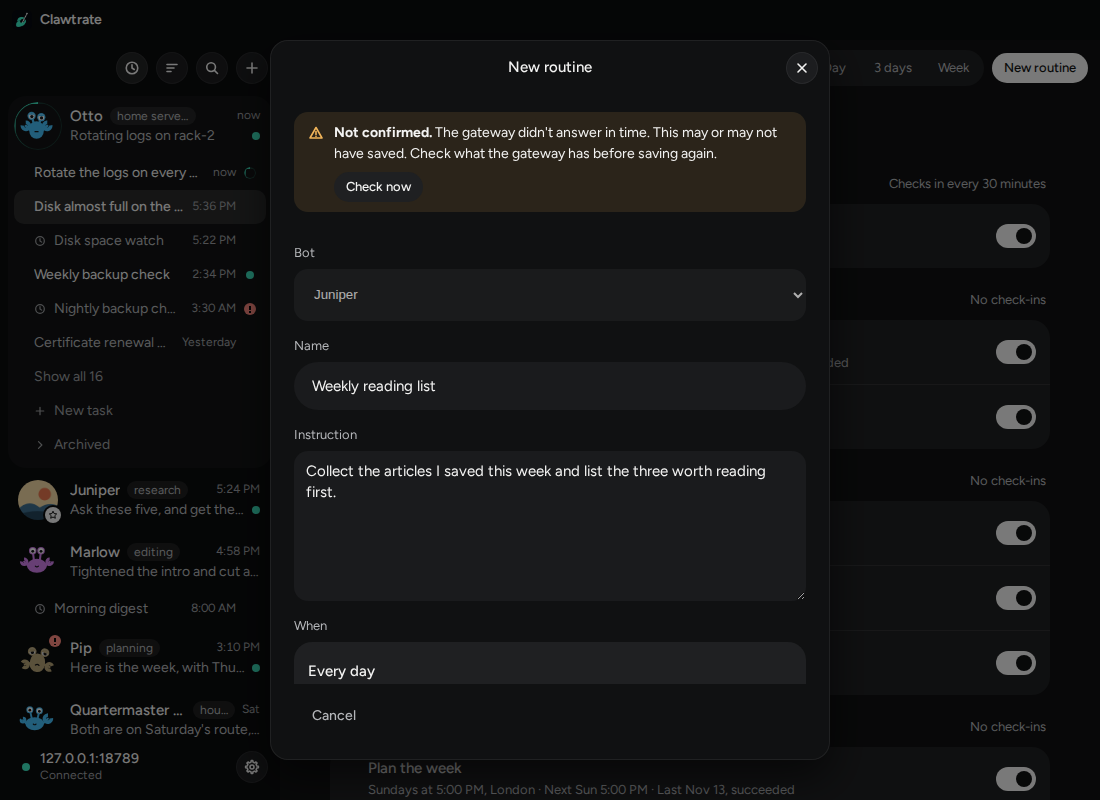 Clawtrate
New routine
Day
3 days
Week
New routine
Otto
home serve...
now
Rotating logs on rack-2
Rotate the logs on every ...
now
Disk almost full on the ...
5:36 PM
Disk space watch
5:22 PM
Weekly backup check
2:34 PM
Nightly backup ch...
3:30 AM
Certificate renewal ...
Yesterday
Show all 16
New task
Archived
Juniper
research
5:24 PM
Ask these five, and get the...
Marlow
editing
4:58 PM
Tightened the intro and cut a...
Morning digest
8:00 AM
Pip
planning
3:10 PM
Here is the week, with Thu...
Quartermaster ...
hou...
Sat
Both are on Saturday's route,...
127.0.0.1:18789
Connected
Not confirmed. The gateway didn't answer in time. This may or may not
have saved. Check what the gateway has before saving again.
Check now
Bot
Juniper
Name
Weekly reading list
Instruction
Collect the articles I saved this week and list the three worth reading
first.
When
Every day
Cancel
Checks in every 30 minutes
No check-ins
No check-ins
No check-ins
Plan the week
Sundays at 5:00 PM, London · Next Sun 5:00 PM · Last Nov 13, succeeded